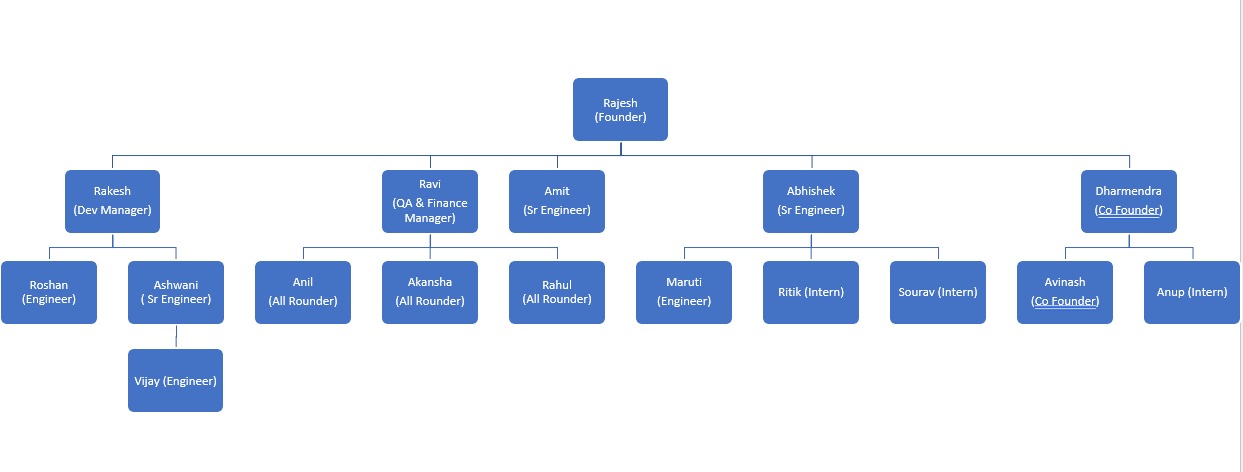 Rajesh
(Founder)
Rakesh
(Dev Manager)
Ravi
(QA & Finance
Manager)
Amit
(Sr Engineer)
Abhishek
(Sr Engineer)
Dharmendra
(Co Founder)
Roshan
(Engineer)
Ashwani
( Sr Engineer)
Anil
(All Rounder)
Akansha
(All Rounder)
Rahul
(All Rounder)
Maruti
(Engineer)
Ritik (Intern)
Sourav (Intern)
Avinash
(Co Founder)
Anup (Intern)
Vijay (Engineer)